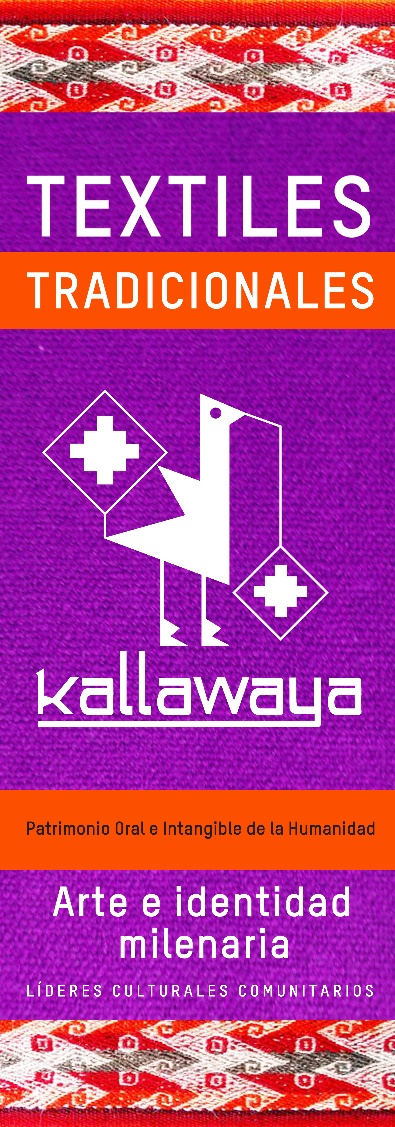 TEXTILES
TRADICIONALES
kallawaya
Patrimonio Oral e Intangible de la Humanidad
Arte e identidad
milenaria
LÍDERES CULTURALES COMUNITARIOS